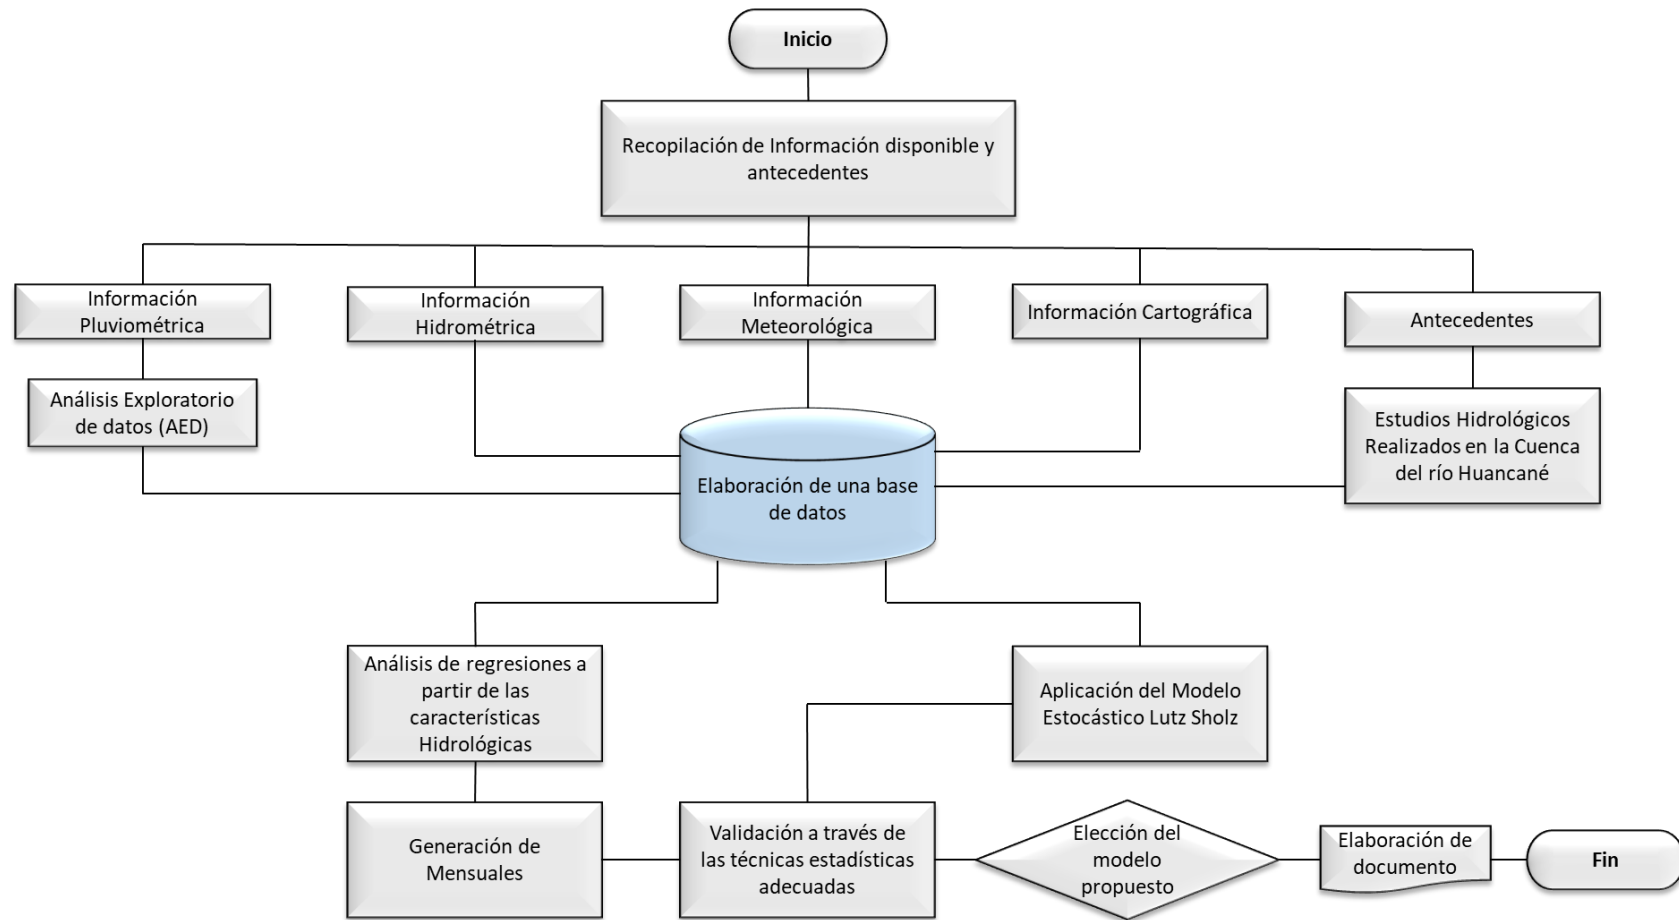 Inicio
Recopilación de Información disponible y
antecedentes
Información
Pluviométrica
Información
Hidrométrica
Información
Meteorológica
Información Cartográfica
Antecedentes
Análisis Exploratorio
de datos (AED)
Estudios Hidrológicos
Realizados en la Cuenca
del río Huancané
Elaboración de una base
de datos
Análisis de regresiones a
partir de las
características
Hidrológicas
Aplicación del Modelo
Estocástico Lutz Sholz
Generación de
Mensuales
Validación a través de
las técnicas estadísticas
adecuadas
Elección del
modelo
propuesto
Elaboración de
documento
Fin